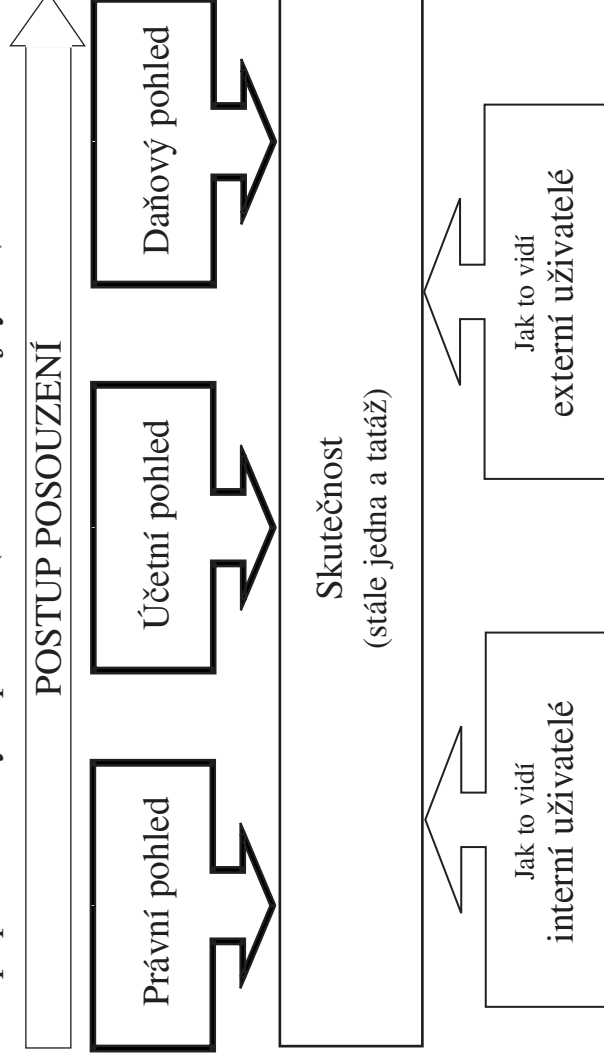 POSTUP POSOUZENÍ
Právní pohled
Účetní pohled
Daňový pohled
Skutečnost
(stále jedna a tatáž)
Jak to vidí
interní uživatelé
Jak to vidí
externí uživatelé